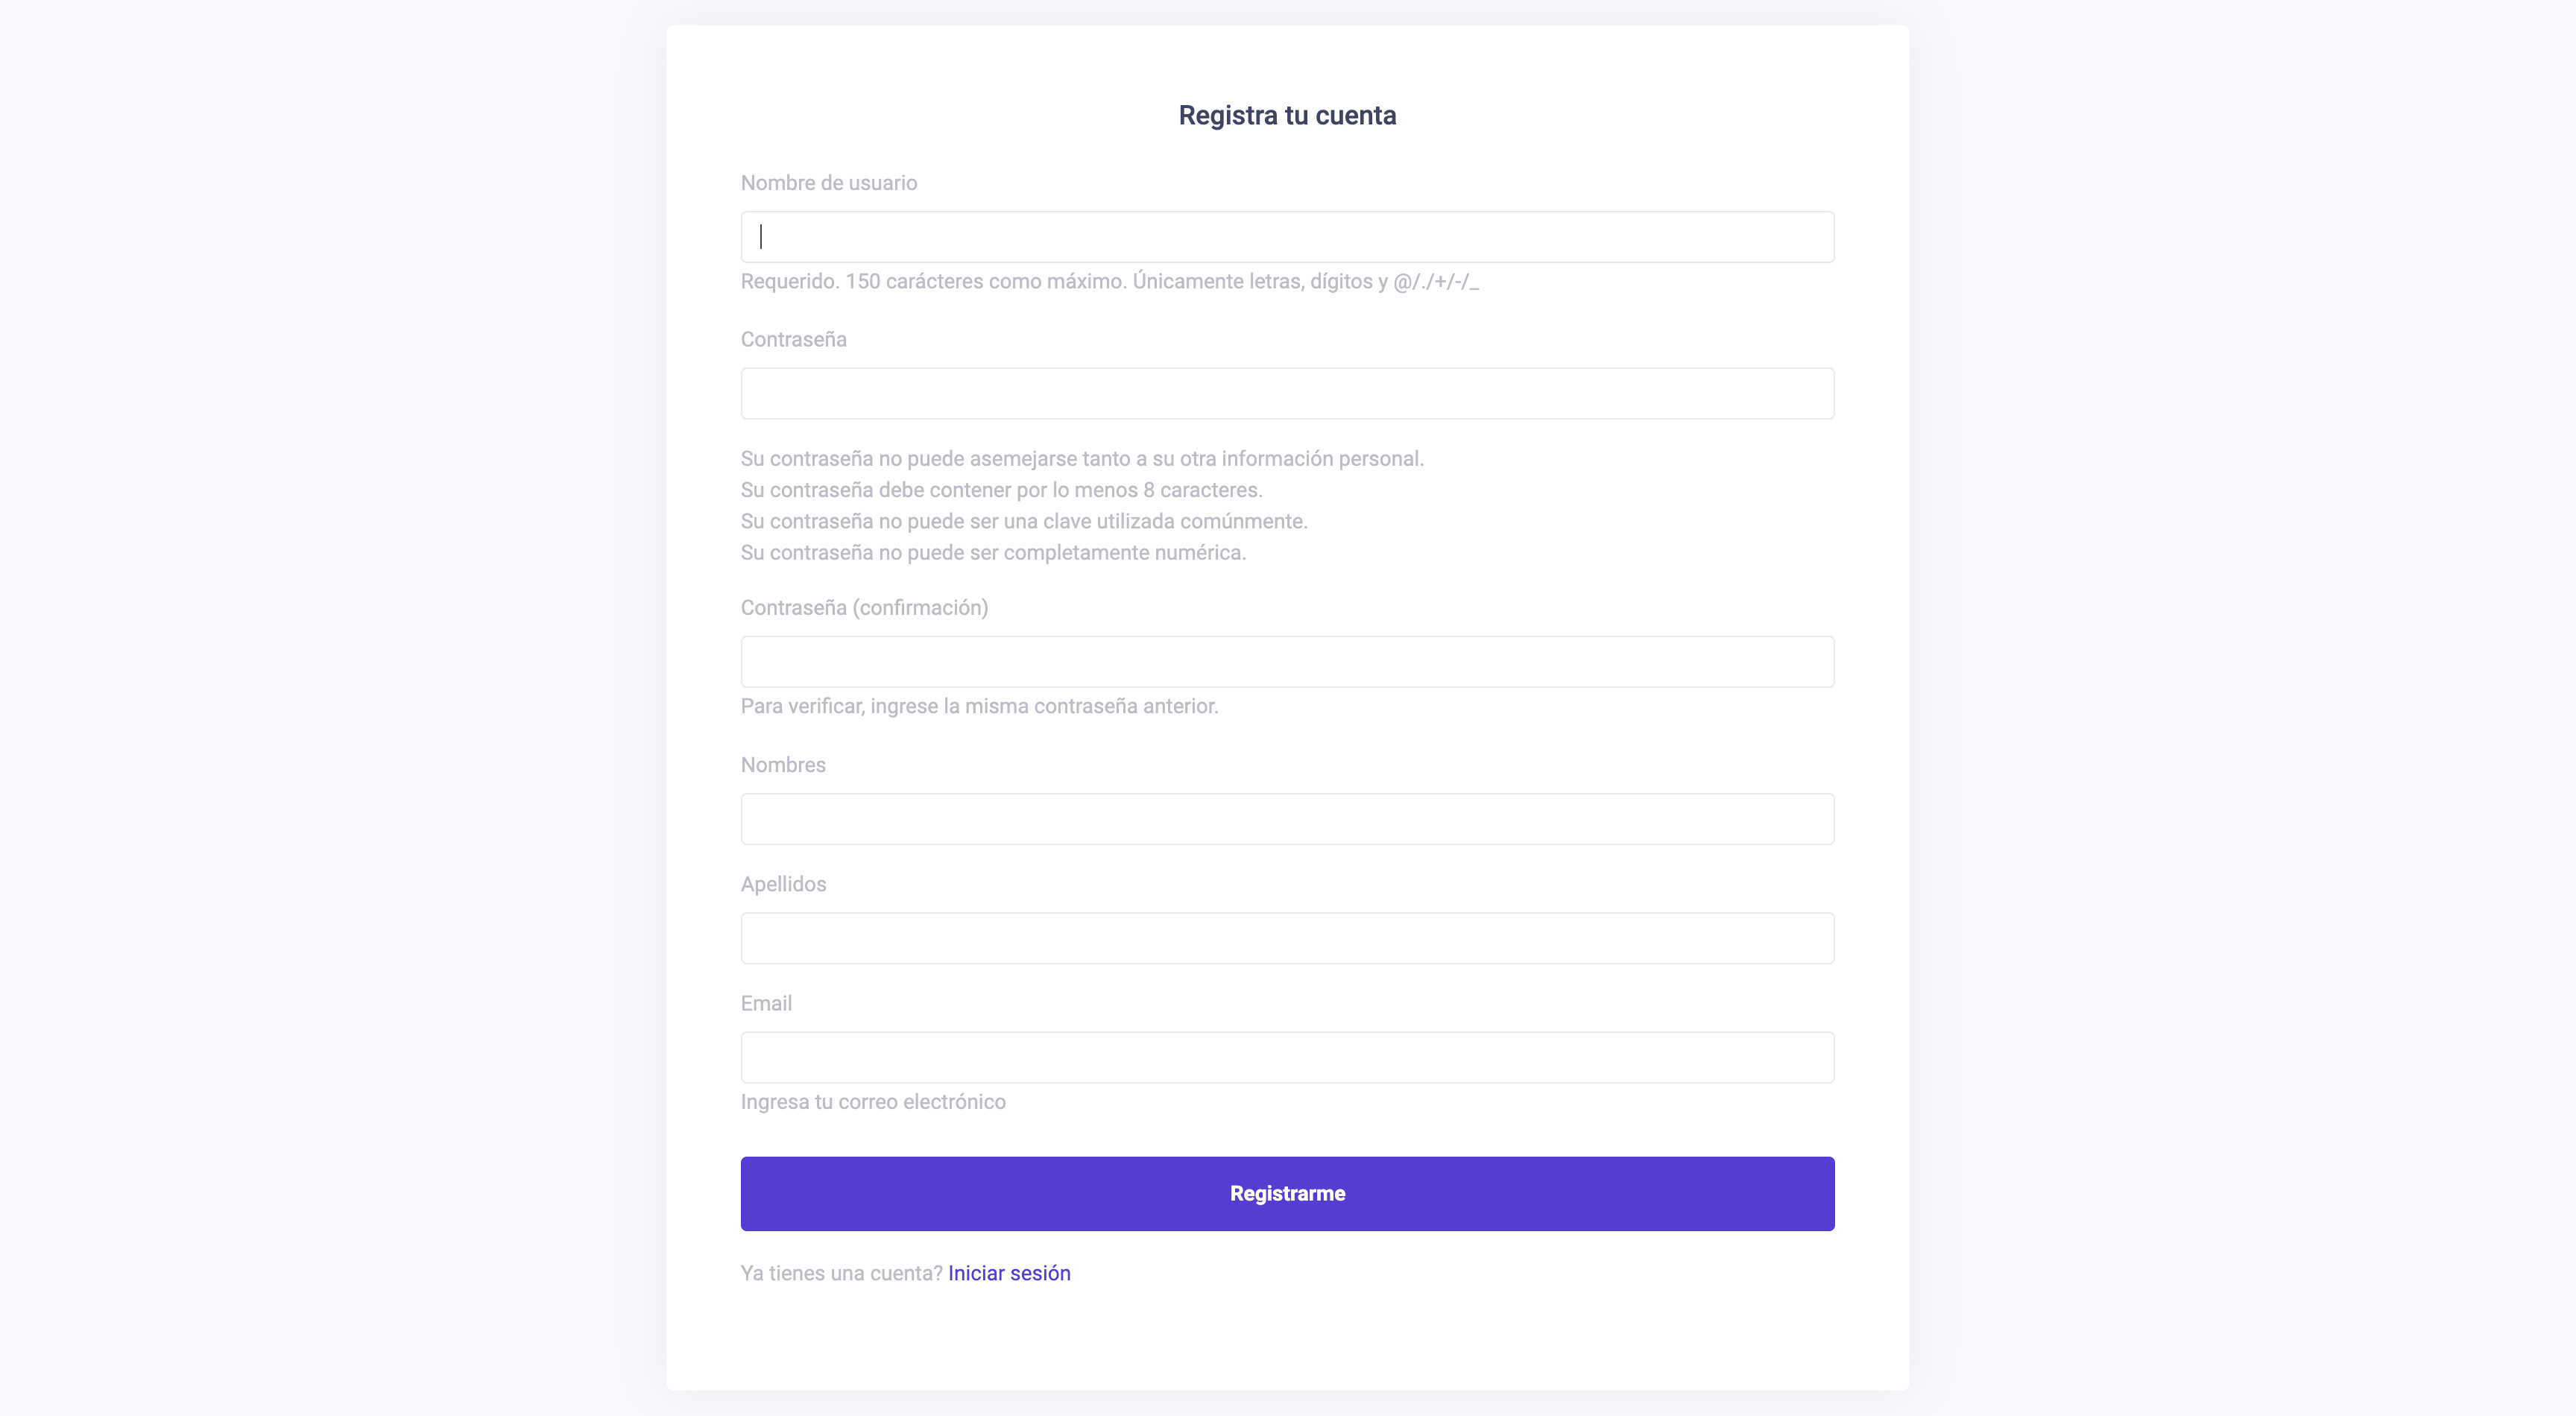 Registra tu cuenta
Nombre de usuario
Requerido. 150 carácteres como máximo. Únicamente letras, dígitos y @/./+/-/_
Contraseña
Su contraseña no puede asemejarse tanto a su otra información personal.
Su contraseña debe contener por lo menos 8 caracteres.
Su contraseña no puede ser una clave utilizada comúnmente.
Su contraseña no puede ser completamente numérica.
Contraseña (confirmación)
Para verificar, ingrese la misma contraseña anterior.
Nombres
Apellidos
Email
Ingresa tu correo electrónico
Registrarme
Ya tienes una cuenta? Iniciar sesión